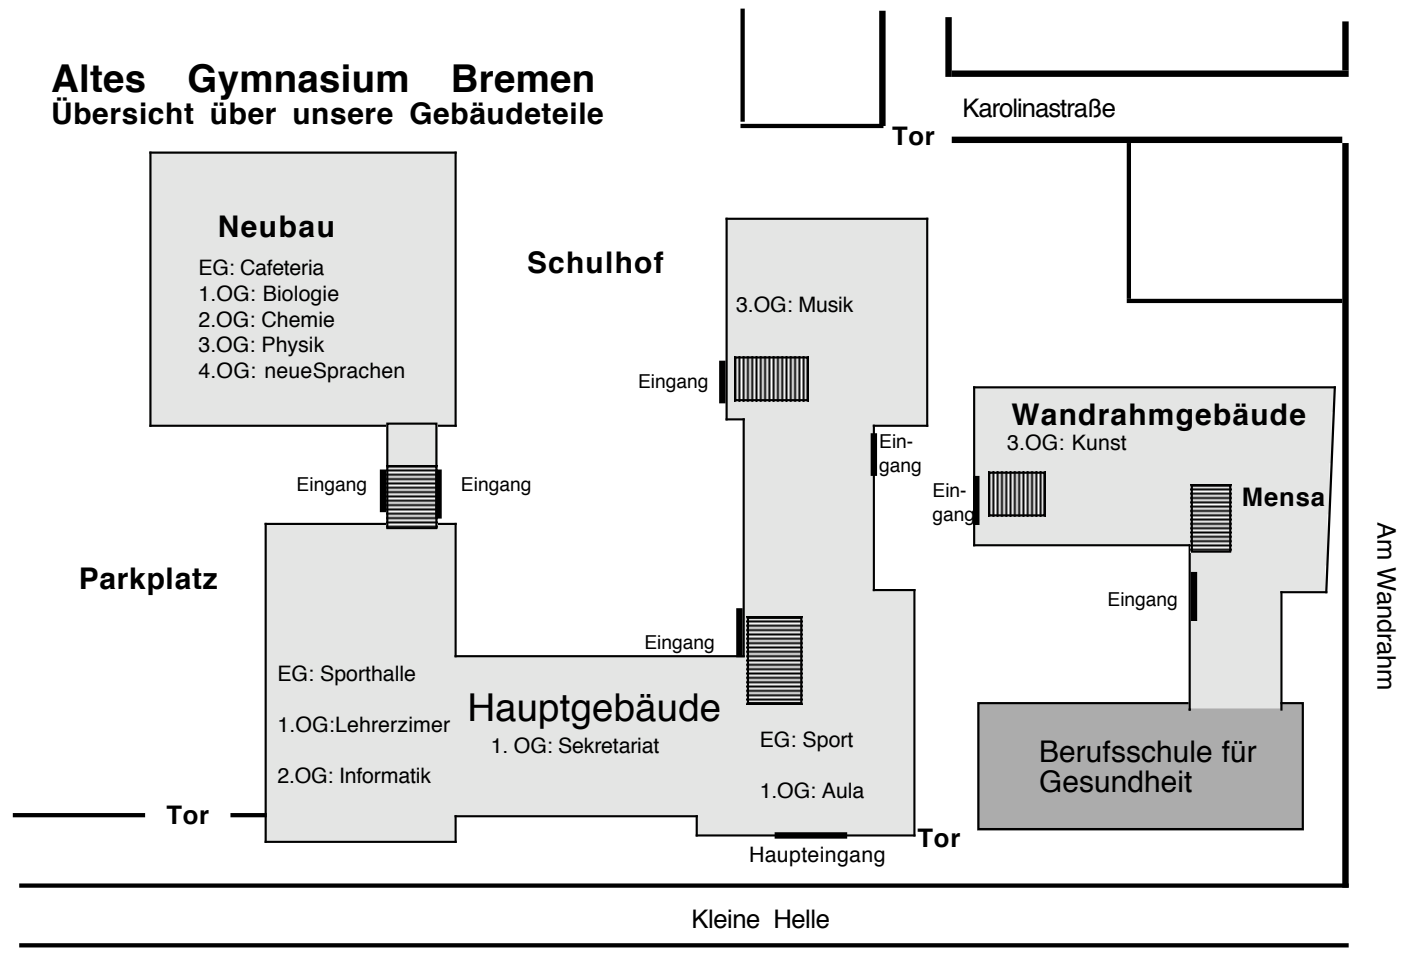 Altes Gymnasium Bremen
Übersicht über unsere Gebäudeteile
Karolinastraße
Tor
Neubau
EG: Cafeteria
1.OG: Biologie
2.OG: Chemie
3.OG: Physik
4.OG: neueSprachen
Schulhof
3.OG: Musik
Eingang
Wandrahmgebäude
3.OG: Kunst
Ein-
gang
Ein-
gang
Mensa
Eingang
Eingang
Parkplatz
Eingang
Eingang
Am Wandrahm
EG: Sporthalle
1.OG:Lehrerzimer
2.OG: Informatik
Hauptgebäude
1. OG: Sekretariat
EG: Sport
1.OG: Aula
Berufsschule für
Gesundheit
Tor
Tor
Haupteingang
Kleine Helle